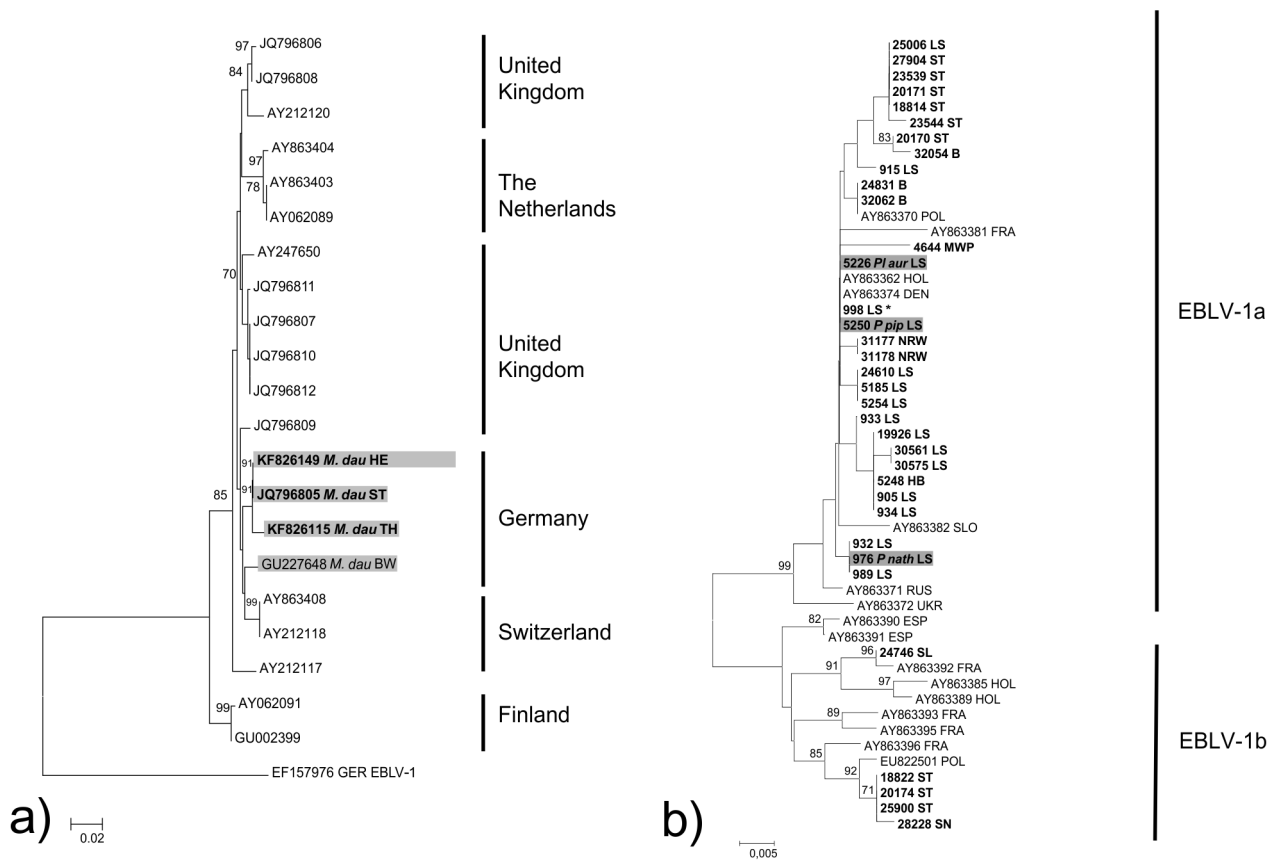 97
JQ796806
84
JQ796808
AY212120
United
Kingdom
97
AY863404
78
AY863403
AY062089
The
Netherlands
AY247650
70
JQ796811
JQ796807
JQ796810
JQ796812
JQ796809
United
Kingdom
91
KF826149 M. dau HE
91
JQ796805 M. dau ST
KF826115 M. dau TH
GU227648 M. dau BW
Germany
85
99
AY863408
AY212118
AY212117
Switzerland
99
AY062091
GU002399
Finland
EF157976 GER EBLV-1
a)
0.02
25006 LS
27904 ST
23539 ST
20171 ST
18814 ST
23544 ST
83
20170 ST
32054 B
915 LS
24831 B
32062 B
AY863370 POL
AY863381 FRA
4644 MWP
5226 Pl aur LS
AY863362 HOL
AY863374 DEN
998 LS *
5250 P pip LS
31177 NRW
31178 NRW
24610 LS
5185 LS
5254 LS
933 LS
19926 LS
30561 LS
30575 LS
5248 HB
905 LS
934 LS
AY863382 SLO
932 LS
976 P nath LS
989 LS
99
AY863371 RUS
AY863372 UKR
EBLV-1a
82
AY863390 ESP
AY863391 ESP
96
24746 SL
91
AY863392 FRA
97
AY863385 HOL
AY863389 HOL
89
AY863393 FRA
AY863395 FRA
85
AY863396 FRA
EU822501 POL
92
18822 ST
71
20174 ST
25900 ST
28228 SN
EBLV-1b
b)
0,005